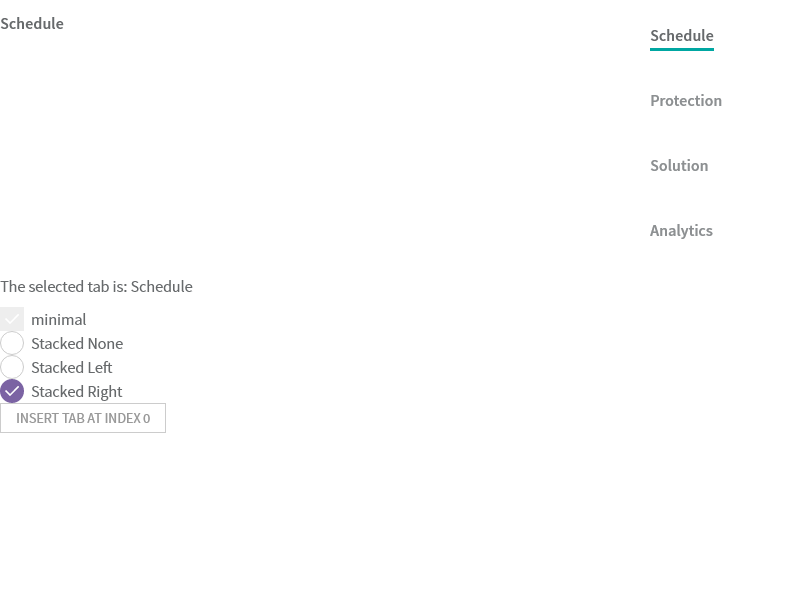 Schedule
Schedule
Protection
Solution
Analytics
The selected tab is: Schedule
minimal
Stacked None
Stacked Left
Stacked Right
INSERT TAB AT INDEX 0